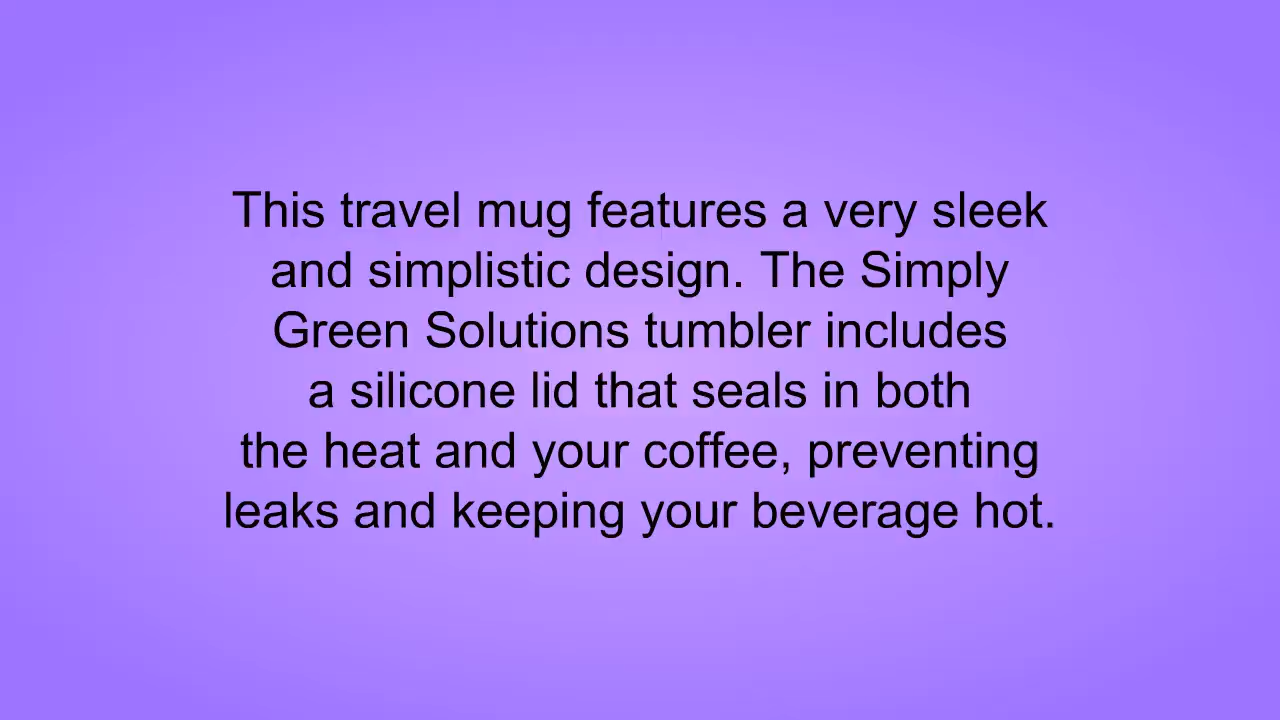 This travel mug features a very sleek
and simplistic design. The Simply
Green Solutions tumbler includes
a silicone lid that seals in both
the heat and your coffee, preventing
leaks and keeping your beverage hot.